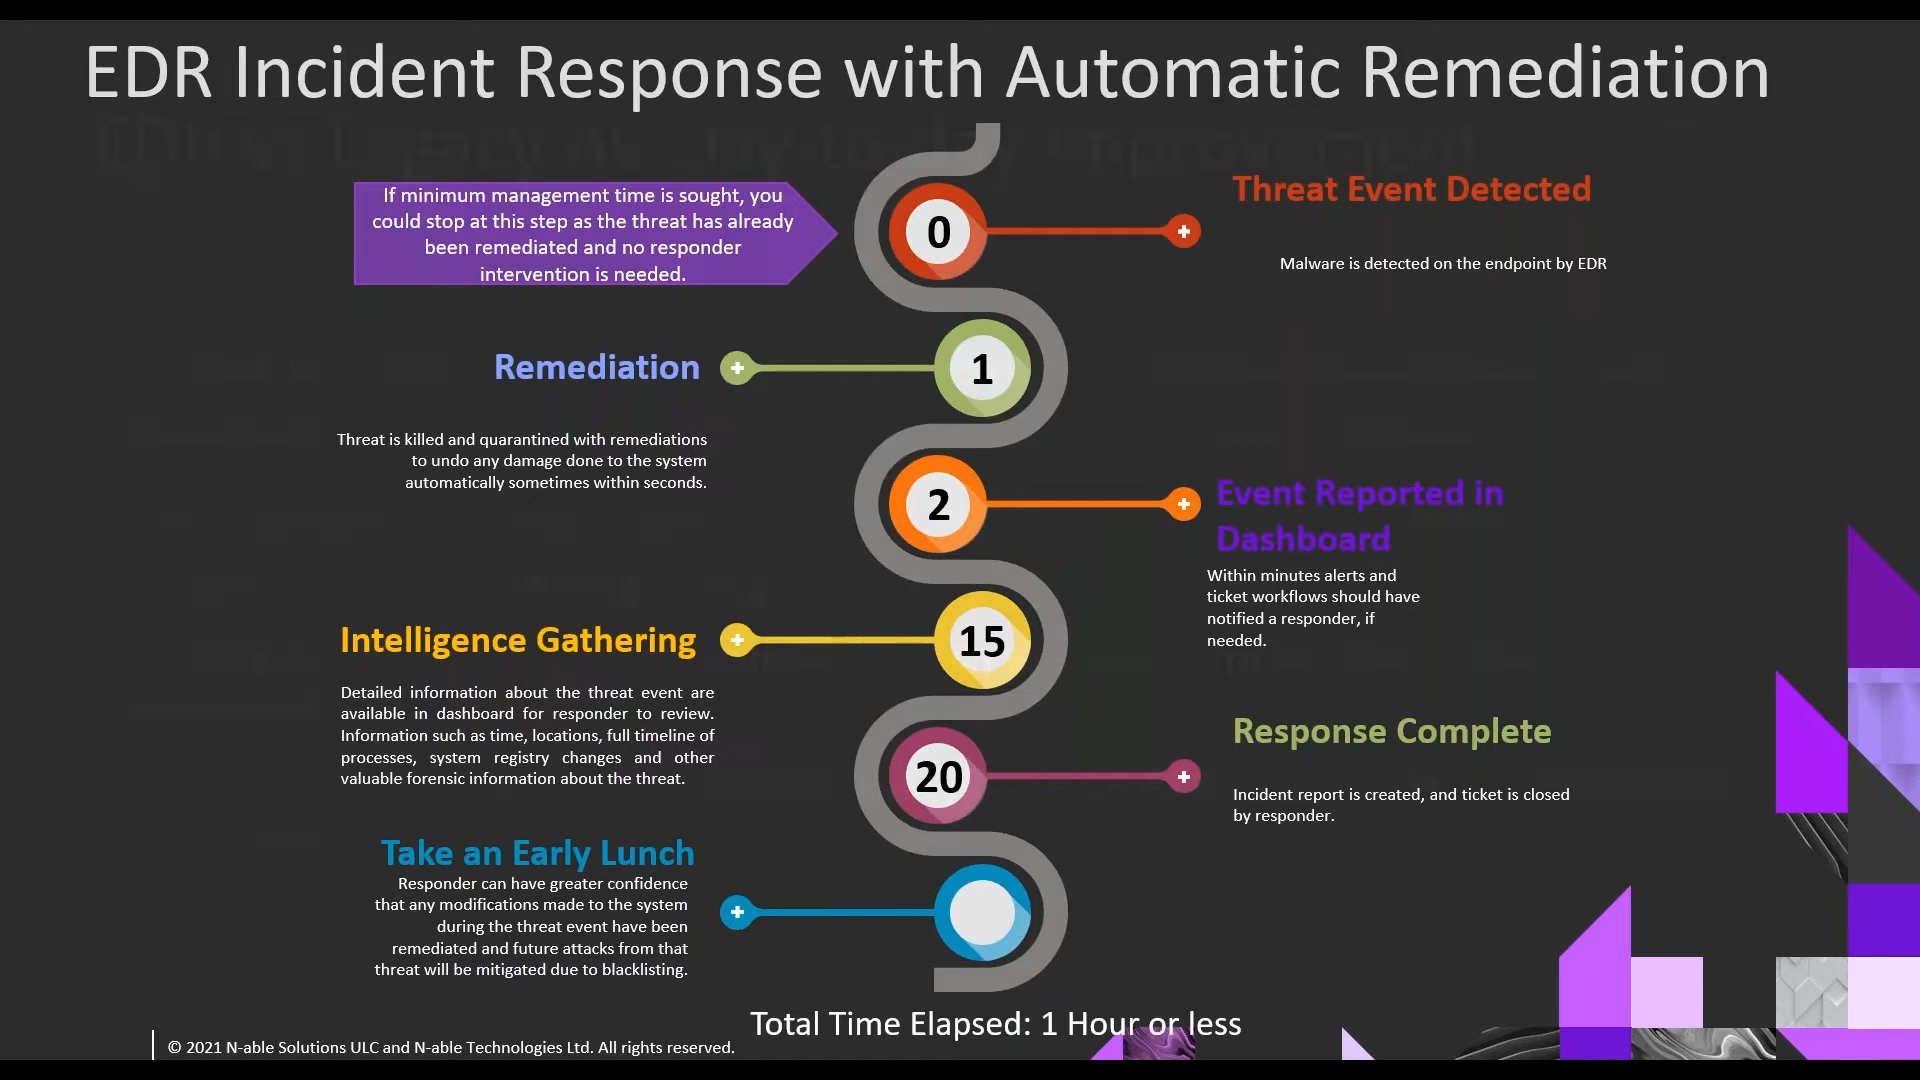 EDR Incident Response with Automatic Remediation
If minimum management time is sought, you
could stop at this step as the threat has already
been remediated and no responder
intervention is needed.
0
Threat Event Detected
Malware is detected on the endpoint by EDR
Remediation
1
Threat is killed and quarantined with remediations
to undo any damage done to the system
automatically sometimes within seconds.
2
Event Reported in
Dashboard
Within minutes alerts and
ticket workflows should have
notified a responder, if
needed.
Intelligence Gathering
15
Detailed information about the threat event are
available in dashboard for responder to review.
Information such as time, locations, full timeline of
processes, system registry changes and other
valuable forensic information about the threat.
20
Response Complete
Incident report is created, and ticket is closed
by responder.
Take an Early Lunch
Responder can have greater confidence
that any modifications made to the system
during the threat event have been
remediated and future attacks from that
threat will be mitigated due to blacklisting.
Total Time Elapsed: 1 Hour or less
© 2021 N-able Solutions ULC and N-able Technologies Ltd. All rights reserved.